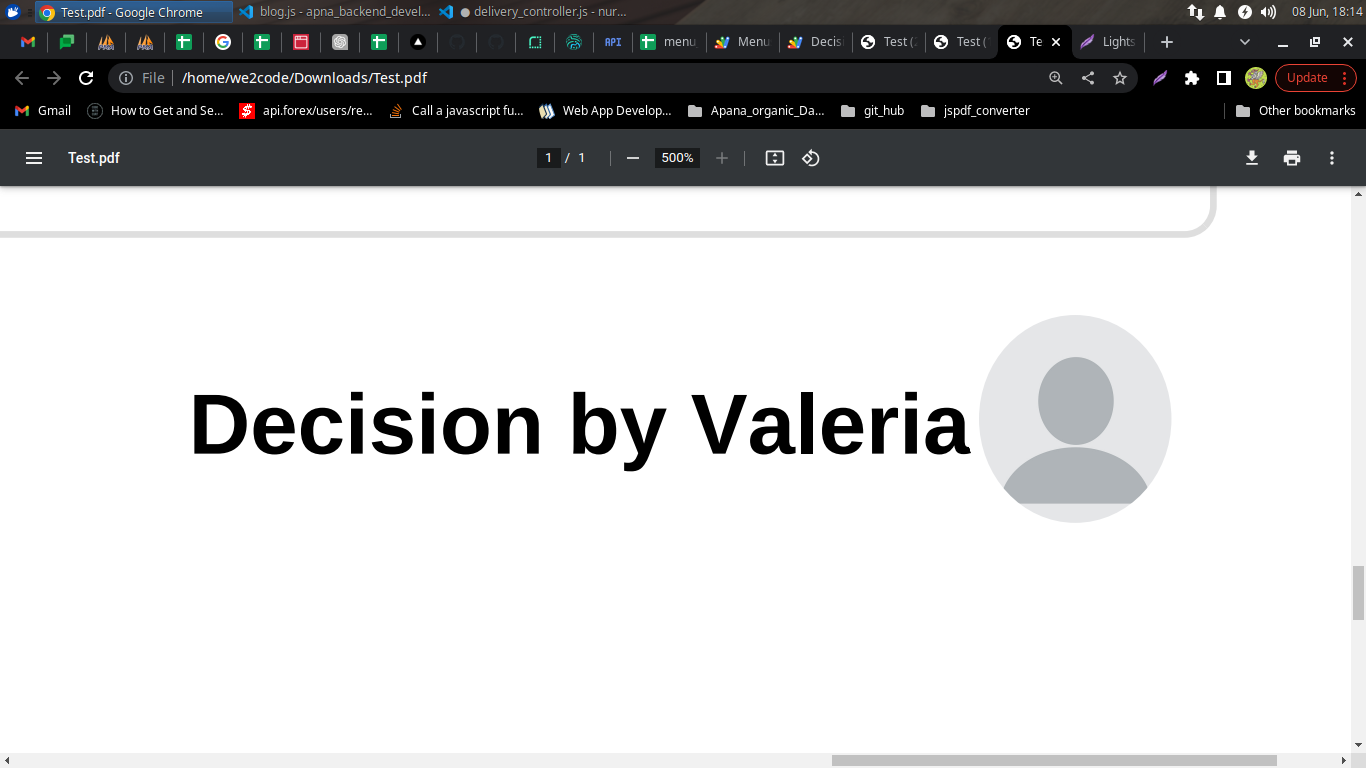 Test.pdf - Google Chrome blog.js - apna_backend_devel... delivery_controller.js - nur... 08 Jun, 18:14
API menu Menu Decis Test ( Test ( Te Lights
File /home/we2code/Downloads/Test.pdf Update
Gmail How to Get and Se... api.forex/users/re... Call a javascript fu... Web App Develop... Apana_organic_Da... git_hub jspdf_converter Other bookmarks
Test.pdf 1 / 1 500%
Decision by Valeria